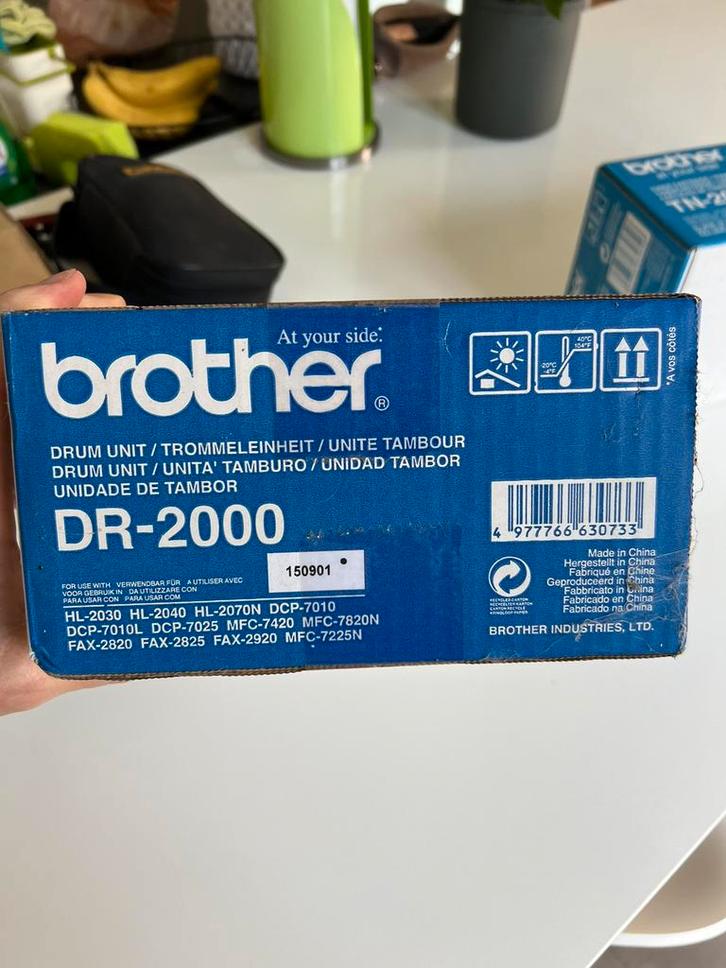 At your side.
brother®
DRUM UNIT / TROMMELEINHEIT / UNITE TAMBOUR
DRUM UNIT / UNITA' TAMBURO / UNIDAD TAMBOR
UNIDADE DE TAMBOR
DR-2000
150901
FOR USE WITH VERWENDBAR FÜR A UTILISER AVEC
VOOR GEBRUIK IN DA UTILIZZARE CON
PARA USAR CON PARA USAR COM
HL-2030 HL-2040 HL-2070N DCP-7010
DCP-7010L DCP-7025 MFC-7420 MFC-7820N
FAX-2820 FAX-2825 FAX-2920 MFC-7225N
40°C
104°F
-20°C
-4°F
*A vos côtés
4 977766 630733
Made in China
Hergestellt in China
Fabriqué en Chine
Geproduceerd in China
Fabbricato in China
Fabricado en China
Fabricado na China
BROTHER INDUSTRIES, LTD.
brother